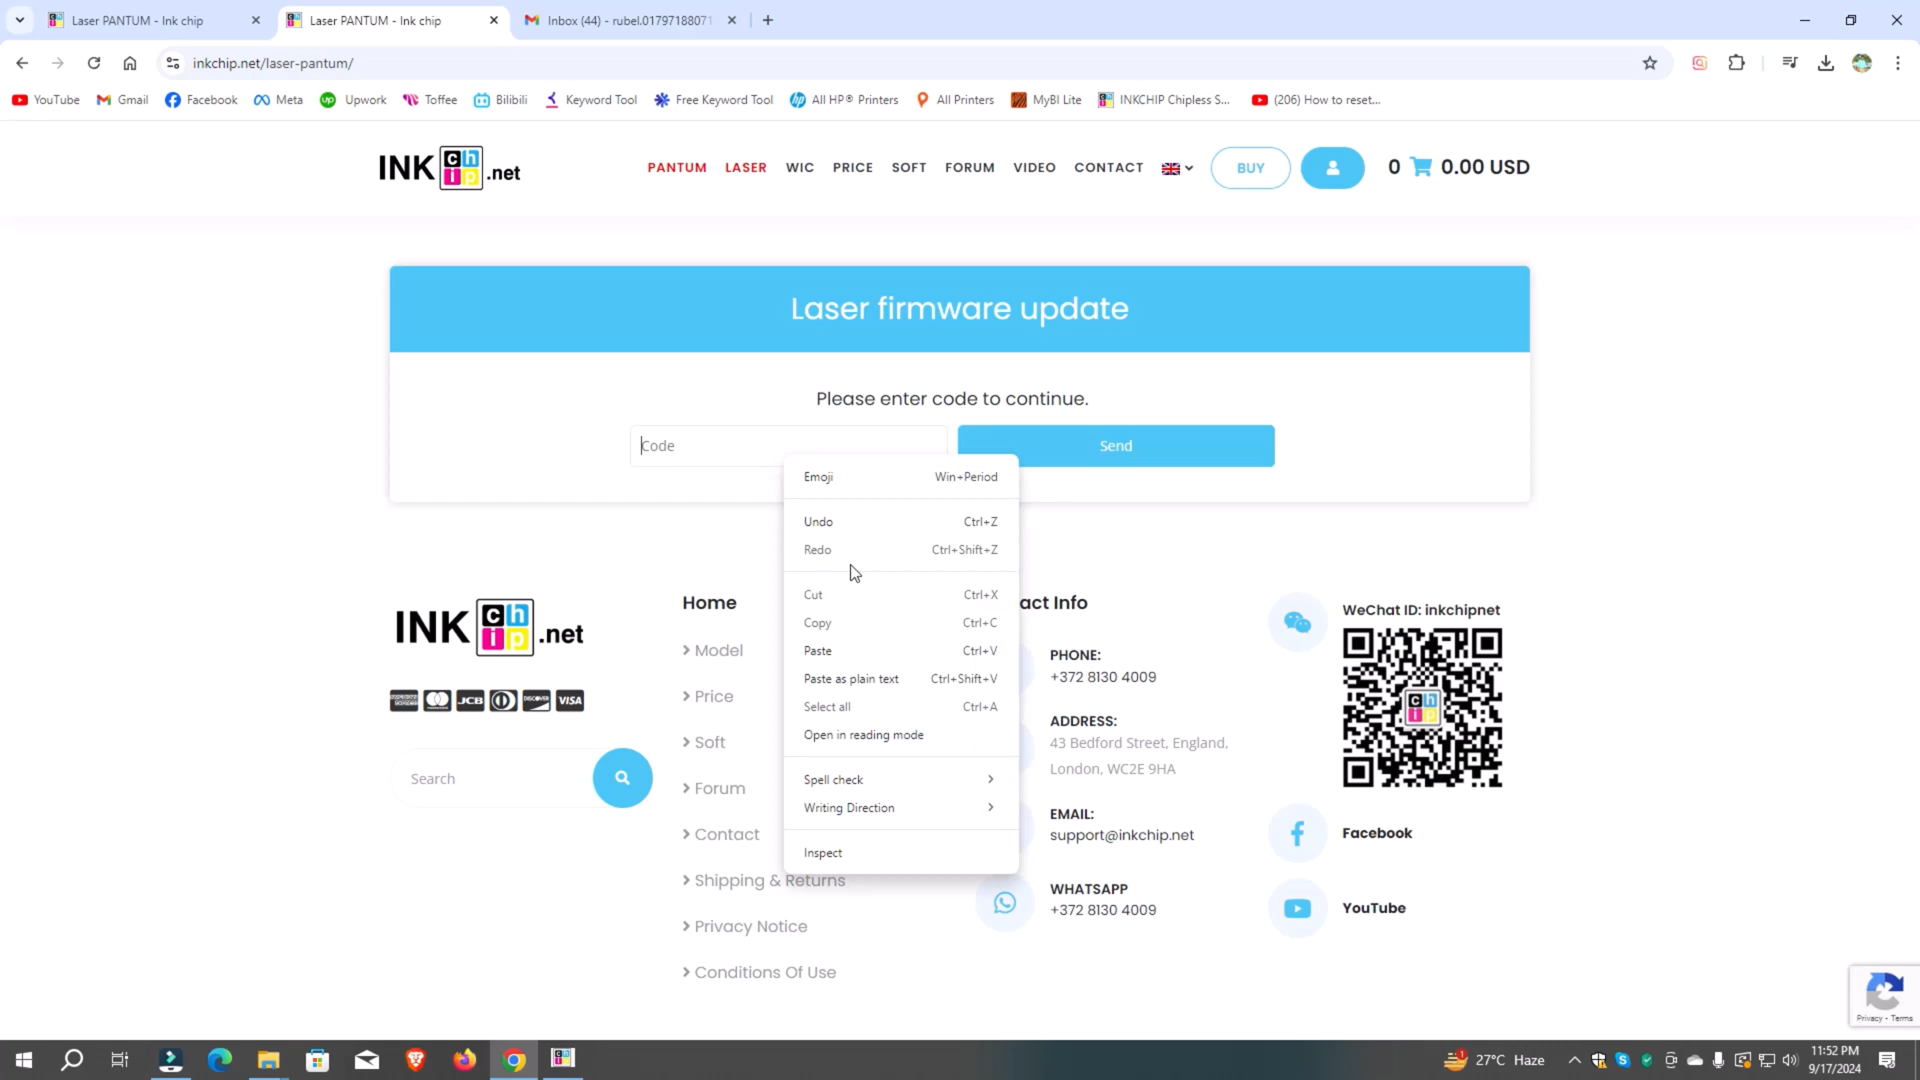 Laser PANTUM - Ink chip
Laser PANTUM - Ink chip
Inbox (44) - rubel.01797188071
inkchip.net/laser-pantum/
YouTube
Gmail
Facebook
Meta
Upwork
Toffee
Bilibili
Keyword Tool
Free Keyword Tool
All HP® Printers
All Printers
MyBI Lite
INKCHIP Chipless S...
(206) How to reset...
INK chip .net
PANTUM
LASER
WIC
PRICE
SOFT
FORUM
VIDEO
CONTACT
BUY
0
0.00 USD
Laser firmware update
Please enter code to continue.
Code
Send
Emoji Win+Period
Undo Ctrl+Z
Redo Ctrl+Shift+Z
Cut Ctrl+X
Copy Ctrl+C
Paste Ctrl+V
Paste as plain text Ctrl+Shift+V
Select all Ctrl+A
Open in reading mode
Spell check
Writing Direction
Inspect
INK chip .net
JCB
DISCOVER
VISA
Search
Home
Model
Price
Soft
Forum
Contact
Shipping & Returns
Privacy Notice
Conditions Of Use
act Info
PHONE:
+372 8130 4009
ADDRESS:
43 Bedford Street, England,
London, WC2E 9HA
EMAIL:
support@inkchip.net
WHATSAPP
+372 8130 4009
WeChat ID: inkchipnet
chip
Facebook
YouTube
Privacy - Terms
27°C Haze
11:52 PM
9/17/2024